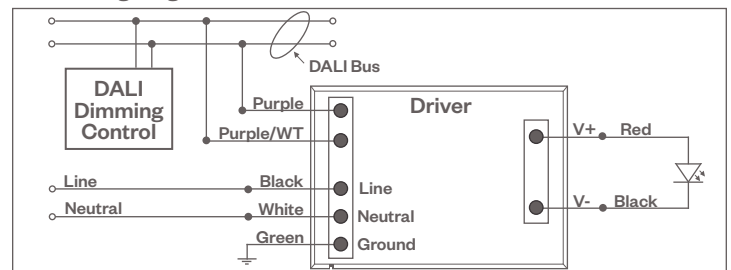 DALI Bus
DALI
Dimming
Control
Driver
Purple
Purple/WT
V+ Red
Line Black Line
Neutral White Neutral
V- Black
Green Ground